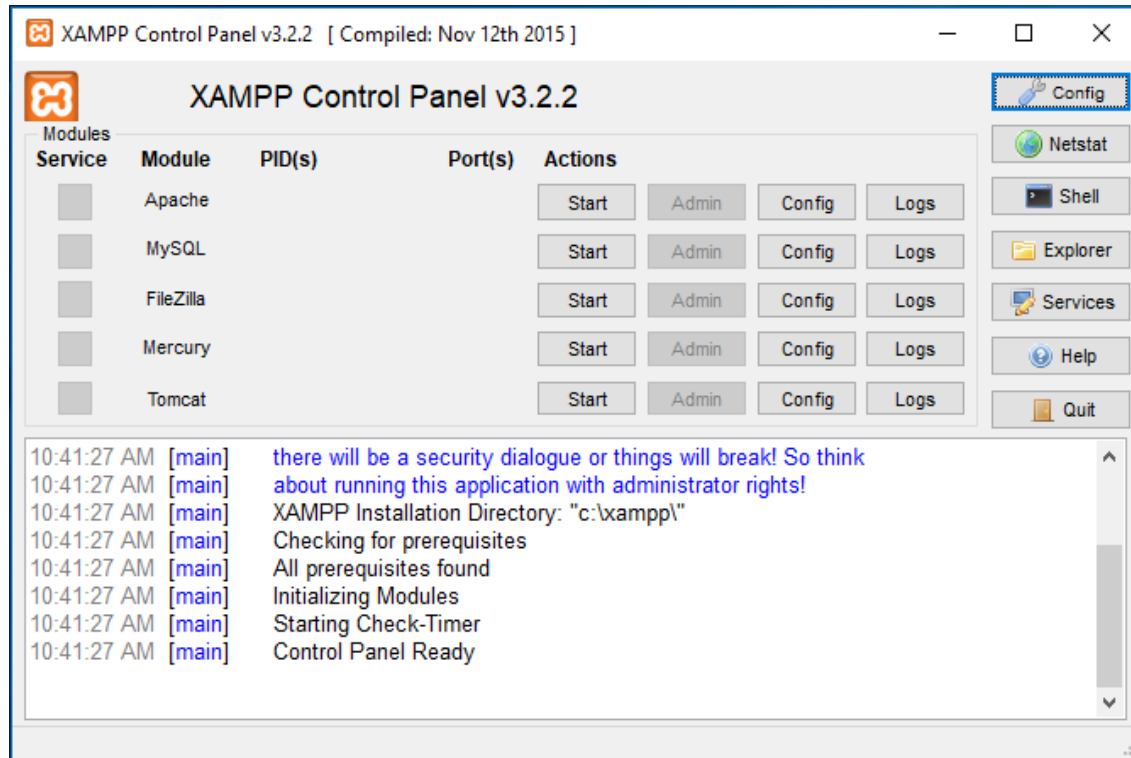 XAMPP Control Panel v3.2.2 [ Compiled: Nov 12th 2015 ]
XAMPP Control Panel v3.2.2
Config
Modules
Netstat
Service Module PID(s) Port(s) Actions
Apache Start Admin Config Logs
Shell
MySQL Start Admin Config Logs
Explorer
FileZilla Start Admin Config Logs
Services
Mercury Start Admin Config Logs
Help
Tomcat Start Admin Config Logs
Quit
10:41:27 AM [main] there will be a security dialogue or things will break! So think
10:41:27 AM [main] about running this application with administrator rights!
10:41:27 AM [main] XAMPP Installation Directory: "c:\xampp\"
10:41:27 AM [main] Checking for prerequisites
10:41:27 AM [main] All prerequisites found
10:41:27 AM [main] Initializing Modules
10:41:27 AM [main] Starting Check-Timer
10:41:27 AM [main] Control Panel Ready